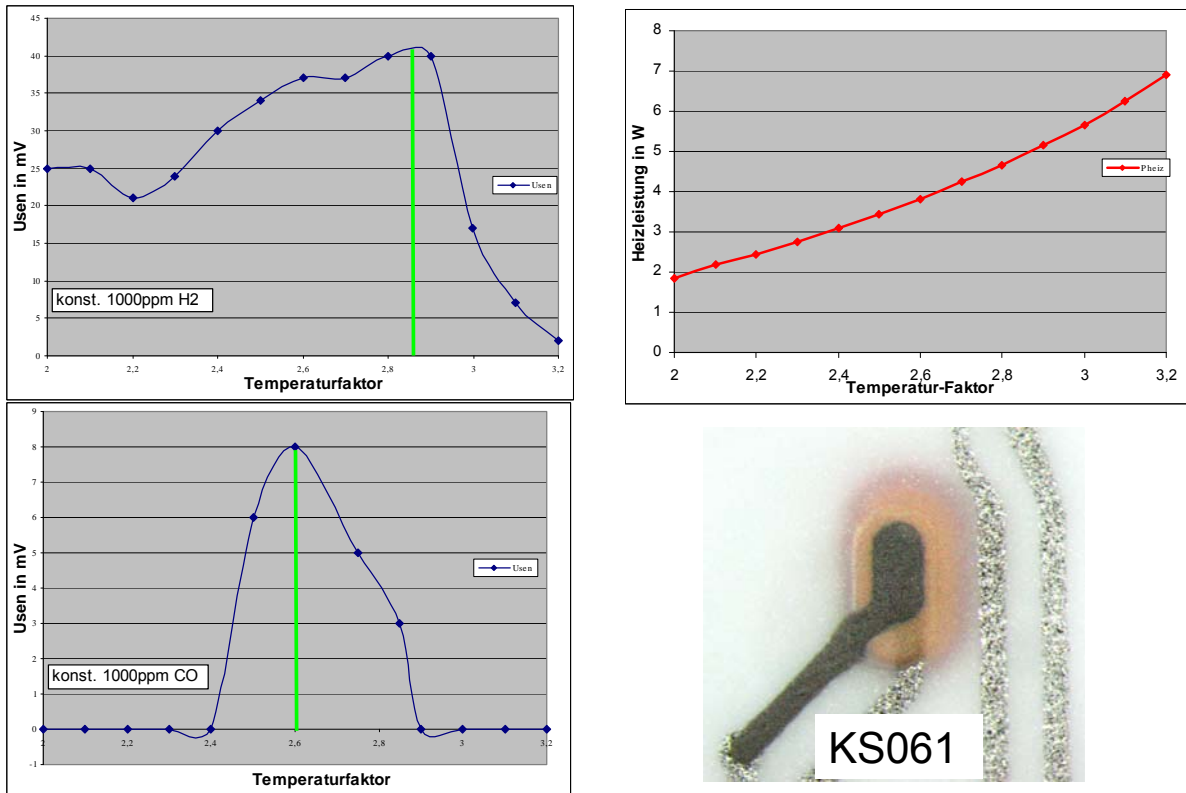 45
40
35
30
25
20
15
10
5
0
Usen in mV
Usen
konst. 1000ppm H2
2 2,2 2,4 2,6 2,8 3 3,2
Temperaturfaktor
8
7
6
5
4
3
2
1
0
Heizleistung in W
Pheiz
2 2,2 2,4 2,6 2,8 3 3,2
Temperatur-Faktor
9
8
7
6
5
4
3
2
1
0
-1
Usen in mV
Usen
konst. 1000ppm CO
2 2,2 2,4 2,6 2,8 3 3,2
Temperaturfaktor
KS061